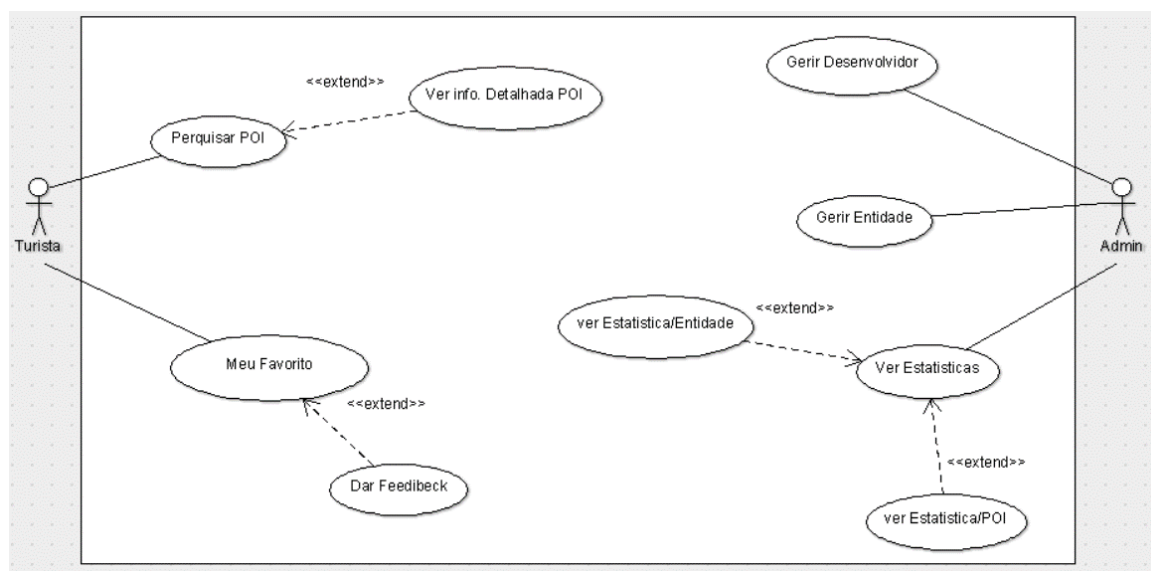 Gerir Desenvolvidor
<<extend>>
Ver info. Detalhada POI
Perquisar POI
Gerir Entidade
Turista
Admin
<<extend>>
ver Estatistica/Entidade
Meu Favorito
Ver Estatisticas
<<extend>>
<<extend>>
Dar Feedibeck
ver Estatistica/POI